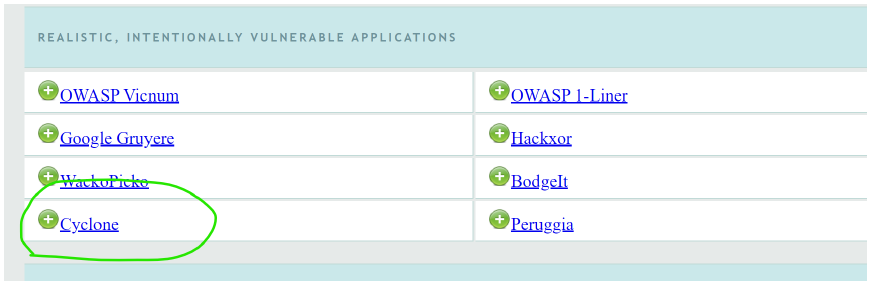 REALISTIC, INTENTIONALLY VULNERABLE APPLICATIONS
OWASP Vicnum
OWASP 1-Liner
Google Gruyere
Hackxor
WackoPicko
BodgeIt
Cyclone
Peruggia